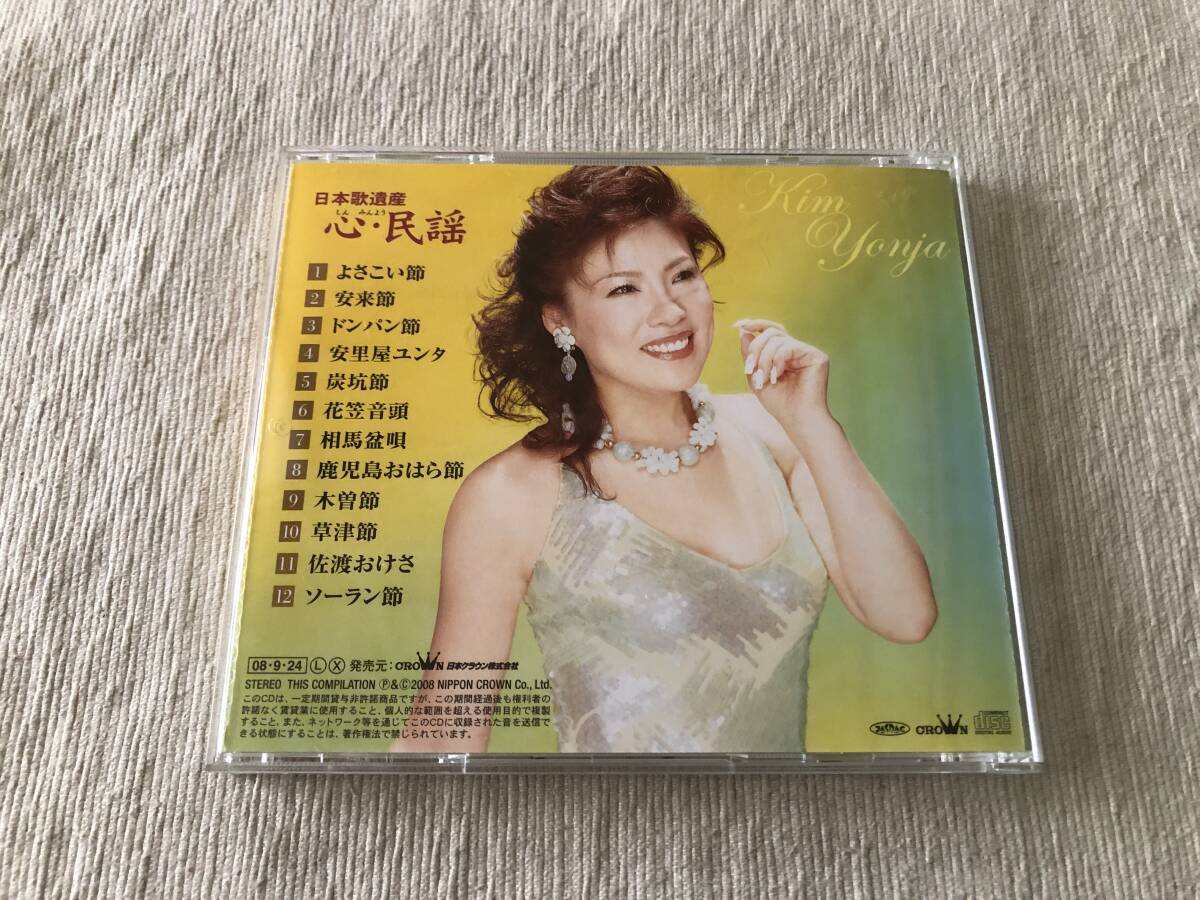 日本歌遺産
しん みんよう
心・民謡
Kim
Yonja
1 よさこい節
2 安来節
3 ドンパン節
4 安里屋ユンタ
5 炭坑節
6 花笠音頭
7 相馬盆唄
8 鹿児島おはら節
9 木曽節
10 草津節
11 佐渡おけさ
12 ソーラン節
08・9・24 Ⓛ Ⓧ 発売元: CROWN 日本クラウン株式会社
STEREO THIS COMPILATION Ⓟ&Ⓒ2008 NIPPON CROWN Co., Ltd.
このCDは、一定期間貸与非許諾商品ですが、この期間経過後も権利者の
許諾なく賃貸業に使用すること、個人的な範囲を超える使用目的で複製
すること、また、ネットワーク等を通じてこのCDに収録された音を送信で
きる状態にすることは、著作権法で禁じられています。
JASRAC CROWN COMPACT disc DIGITAL AUDIO